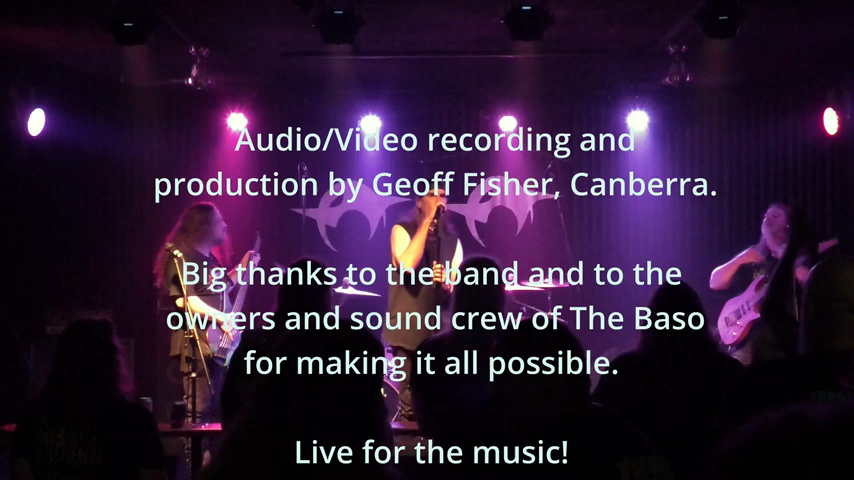 Audio/Video recording and
production by Geoff Fisher, Canberra.
Big thanks to the band and to the
owners and sound crew of The Baso
for making it all possible.
Live for the music!